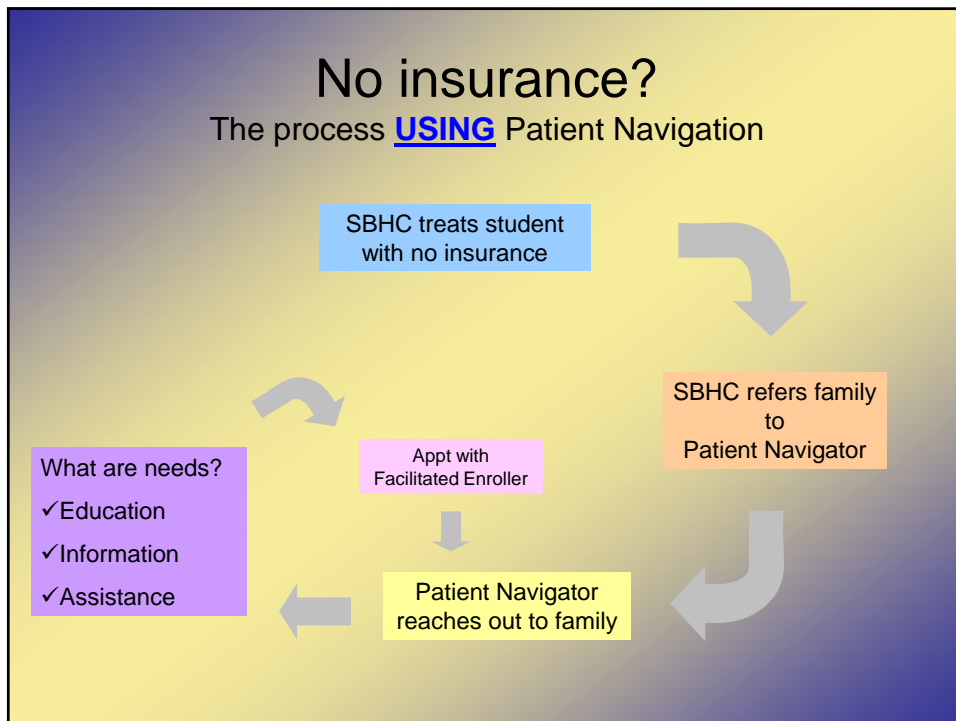 No insurance?
The process USING Patient Navigation
SBHC treats student
with no insurance
SBHC refers family
to
Patient Navigator
Patient Navigator
reaches out to family
What are needs?
✓Education
✓Information
✓Assistance
Appt with
Facilitated Enroller